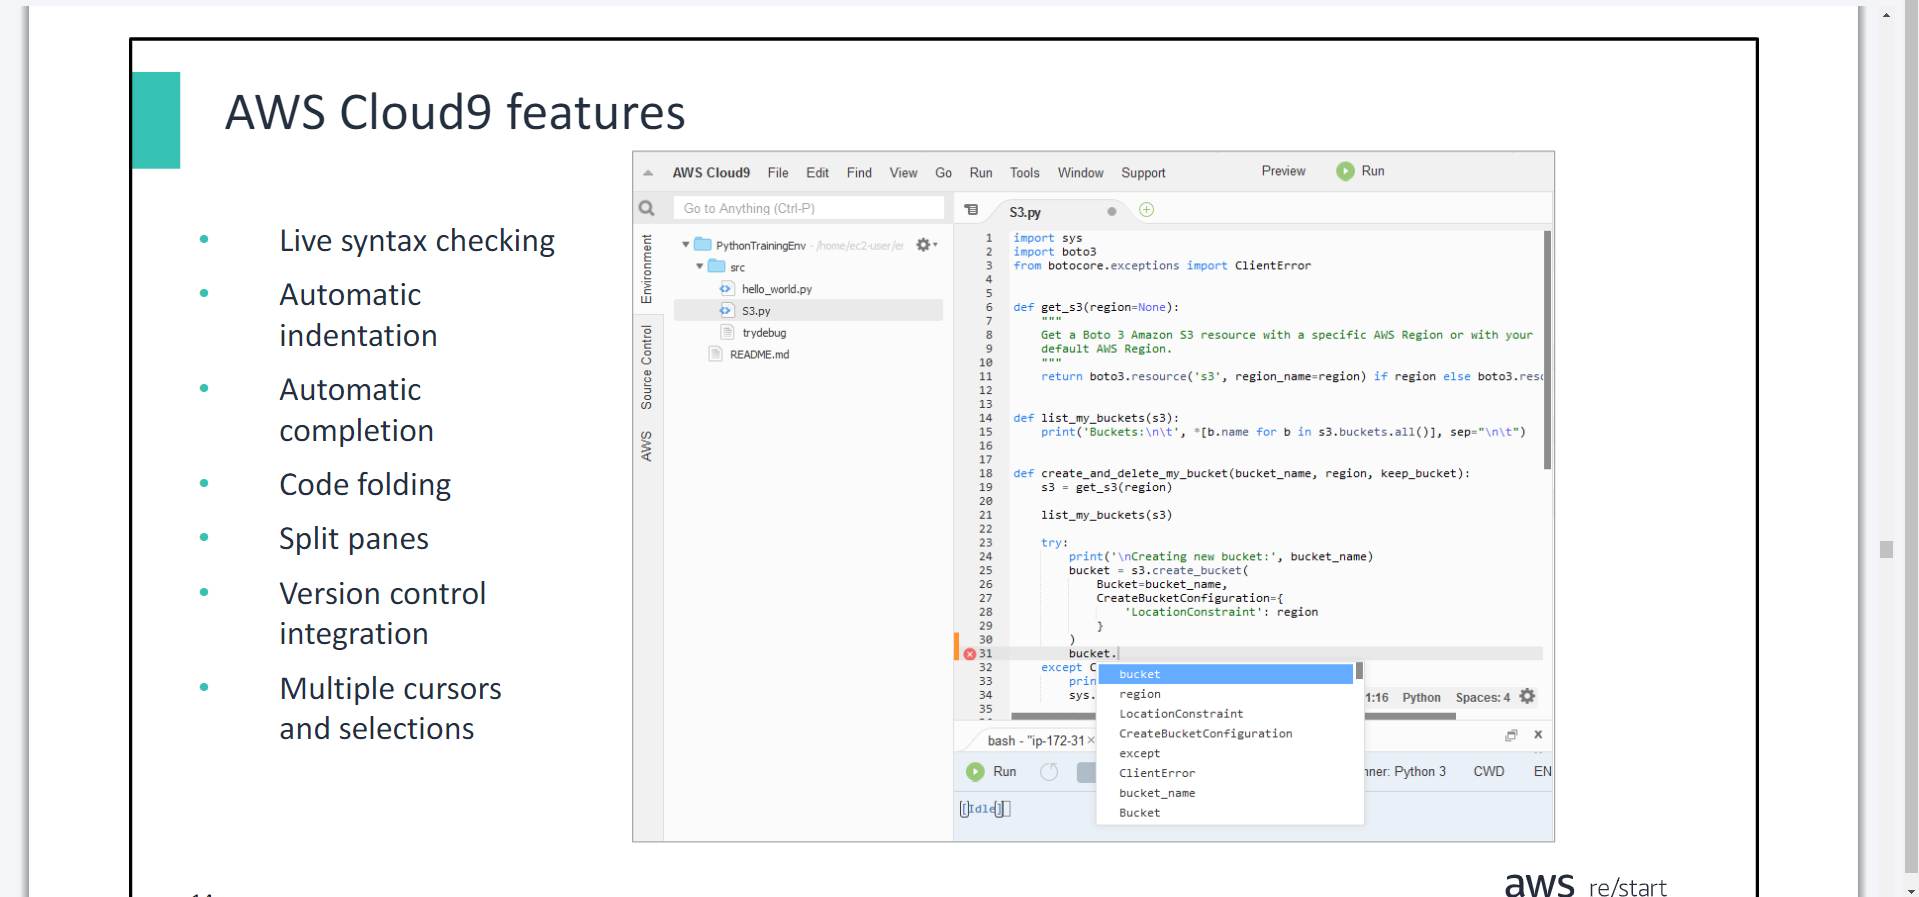 AWS Cloud9 features
• Live syntax checking
• Automatic
indentation
• Automatic
completion
• Code folding
• Split panes
• Version control
integration
• Multiple cursors
and selections
AWS Cloud9 File Edit Find View Go Run Tools Window Support Preview Run
Go to Anything (Ctrl-P)
Environment
Source Control
AWS
PythonTrainingEnv - /home/ec2-user/er
src
hello_world.py
S3.py
trydebug
README.md
S3.py
1 import sys
2 import boto3
3 from botocore.exceptions import ClientError
4
5
6 def get_s3(region=None):
7 """
8 Get a Boto 3 Amazon S3 resource with a specific AWS Region or with your
9 default AWS Region.
10 """
11 return boto3.resource('s3', region_name=region) if region else boto3.reso
12
13
14 def list_my_buckets(s3):
15 print('Buckets:\n\t', *[b.name for b in s3.buckets.all()], sep="\n\t")
16
17
18 def create_and_delete_my_bucket(bucket_name, region, keep_bucket):
19 s3 = get_s3(region)
20
21 list_my_buckets(s3)
22
23 try:
24 print('\nCreating new bucket:', bucket_name)
25 bucket = s3.create_bucket(
26 Bucket=bucket_name,
27 CreateBucketConfiguration={
28 'LocationConstraint': region
29 }
30 )
31 bucket.
32 except C
33 prin
34 sys.
35
bucket
region
LocationConstraint
CreateBucketConfiguration
except
ClientError
bucket_name
Bucket
1:16 Python Spaces: 4
bash - "ip-172-31 ×
Run
nner: Python 3 CWD EN
[Idle]
aws re/start